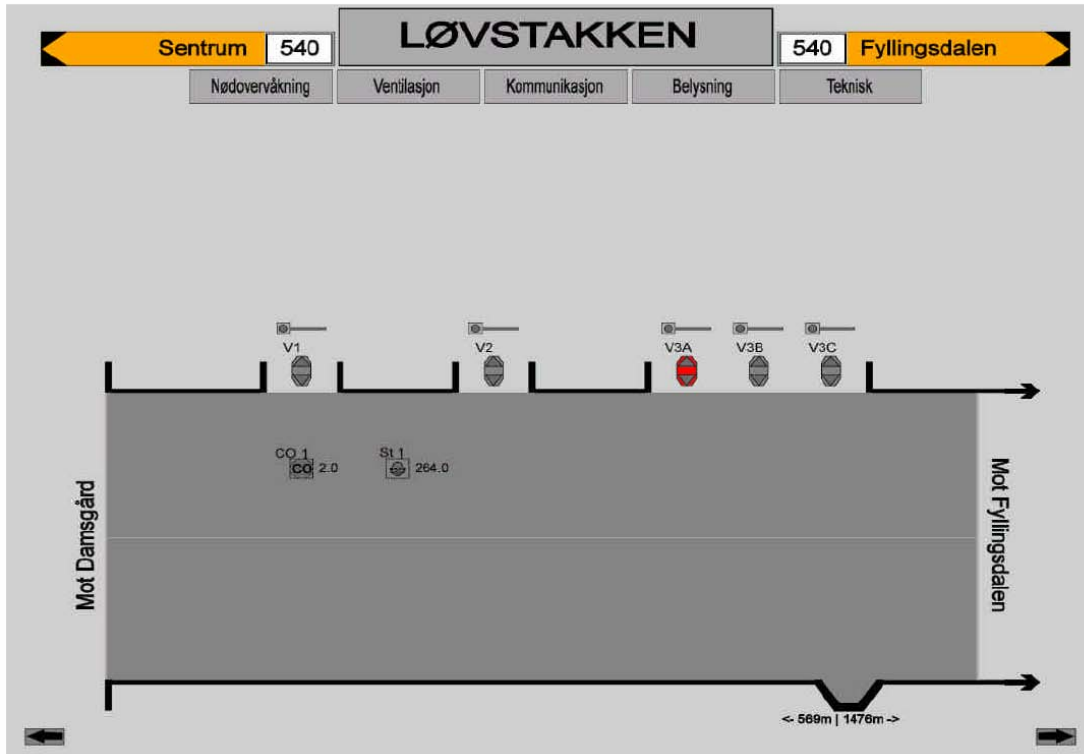 LØVSTAKKEN
Sentrum 540
540 Fyllingsdalen
Nødovervåkning
Ventilasjon
Kommunikasjon
Belysning
Teknisk
V1
V2
V3A
V3B
V3C
CO 1
CO 2.0
St 1
264.0
Mot Damsgård
Mot Fyllingsdalen
<- 569m | 1476m ->